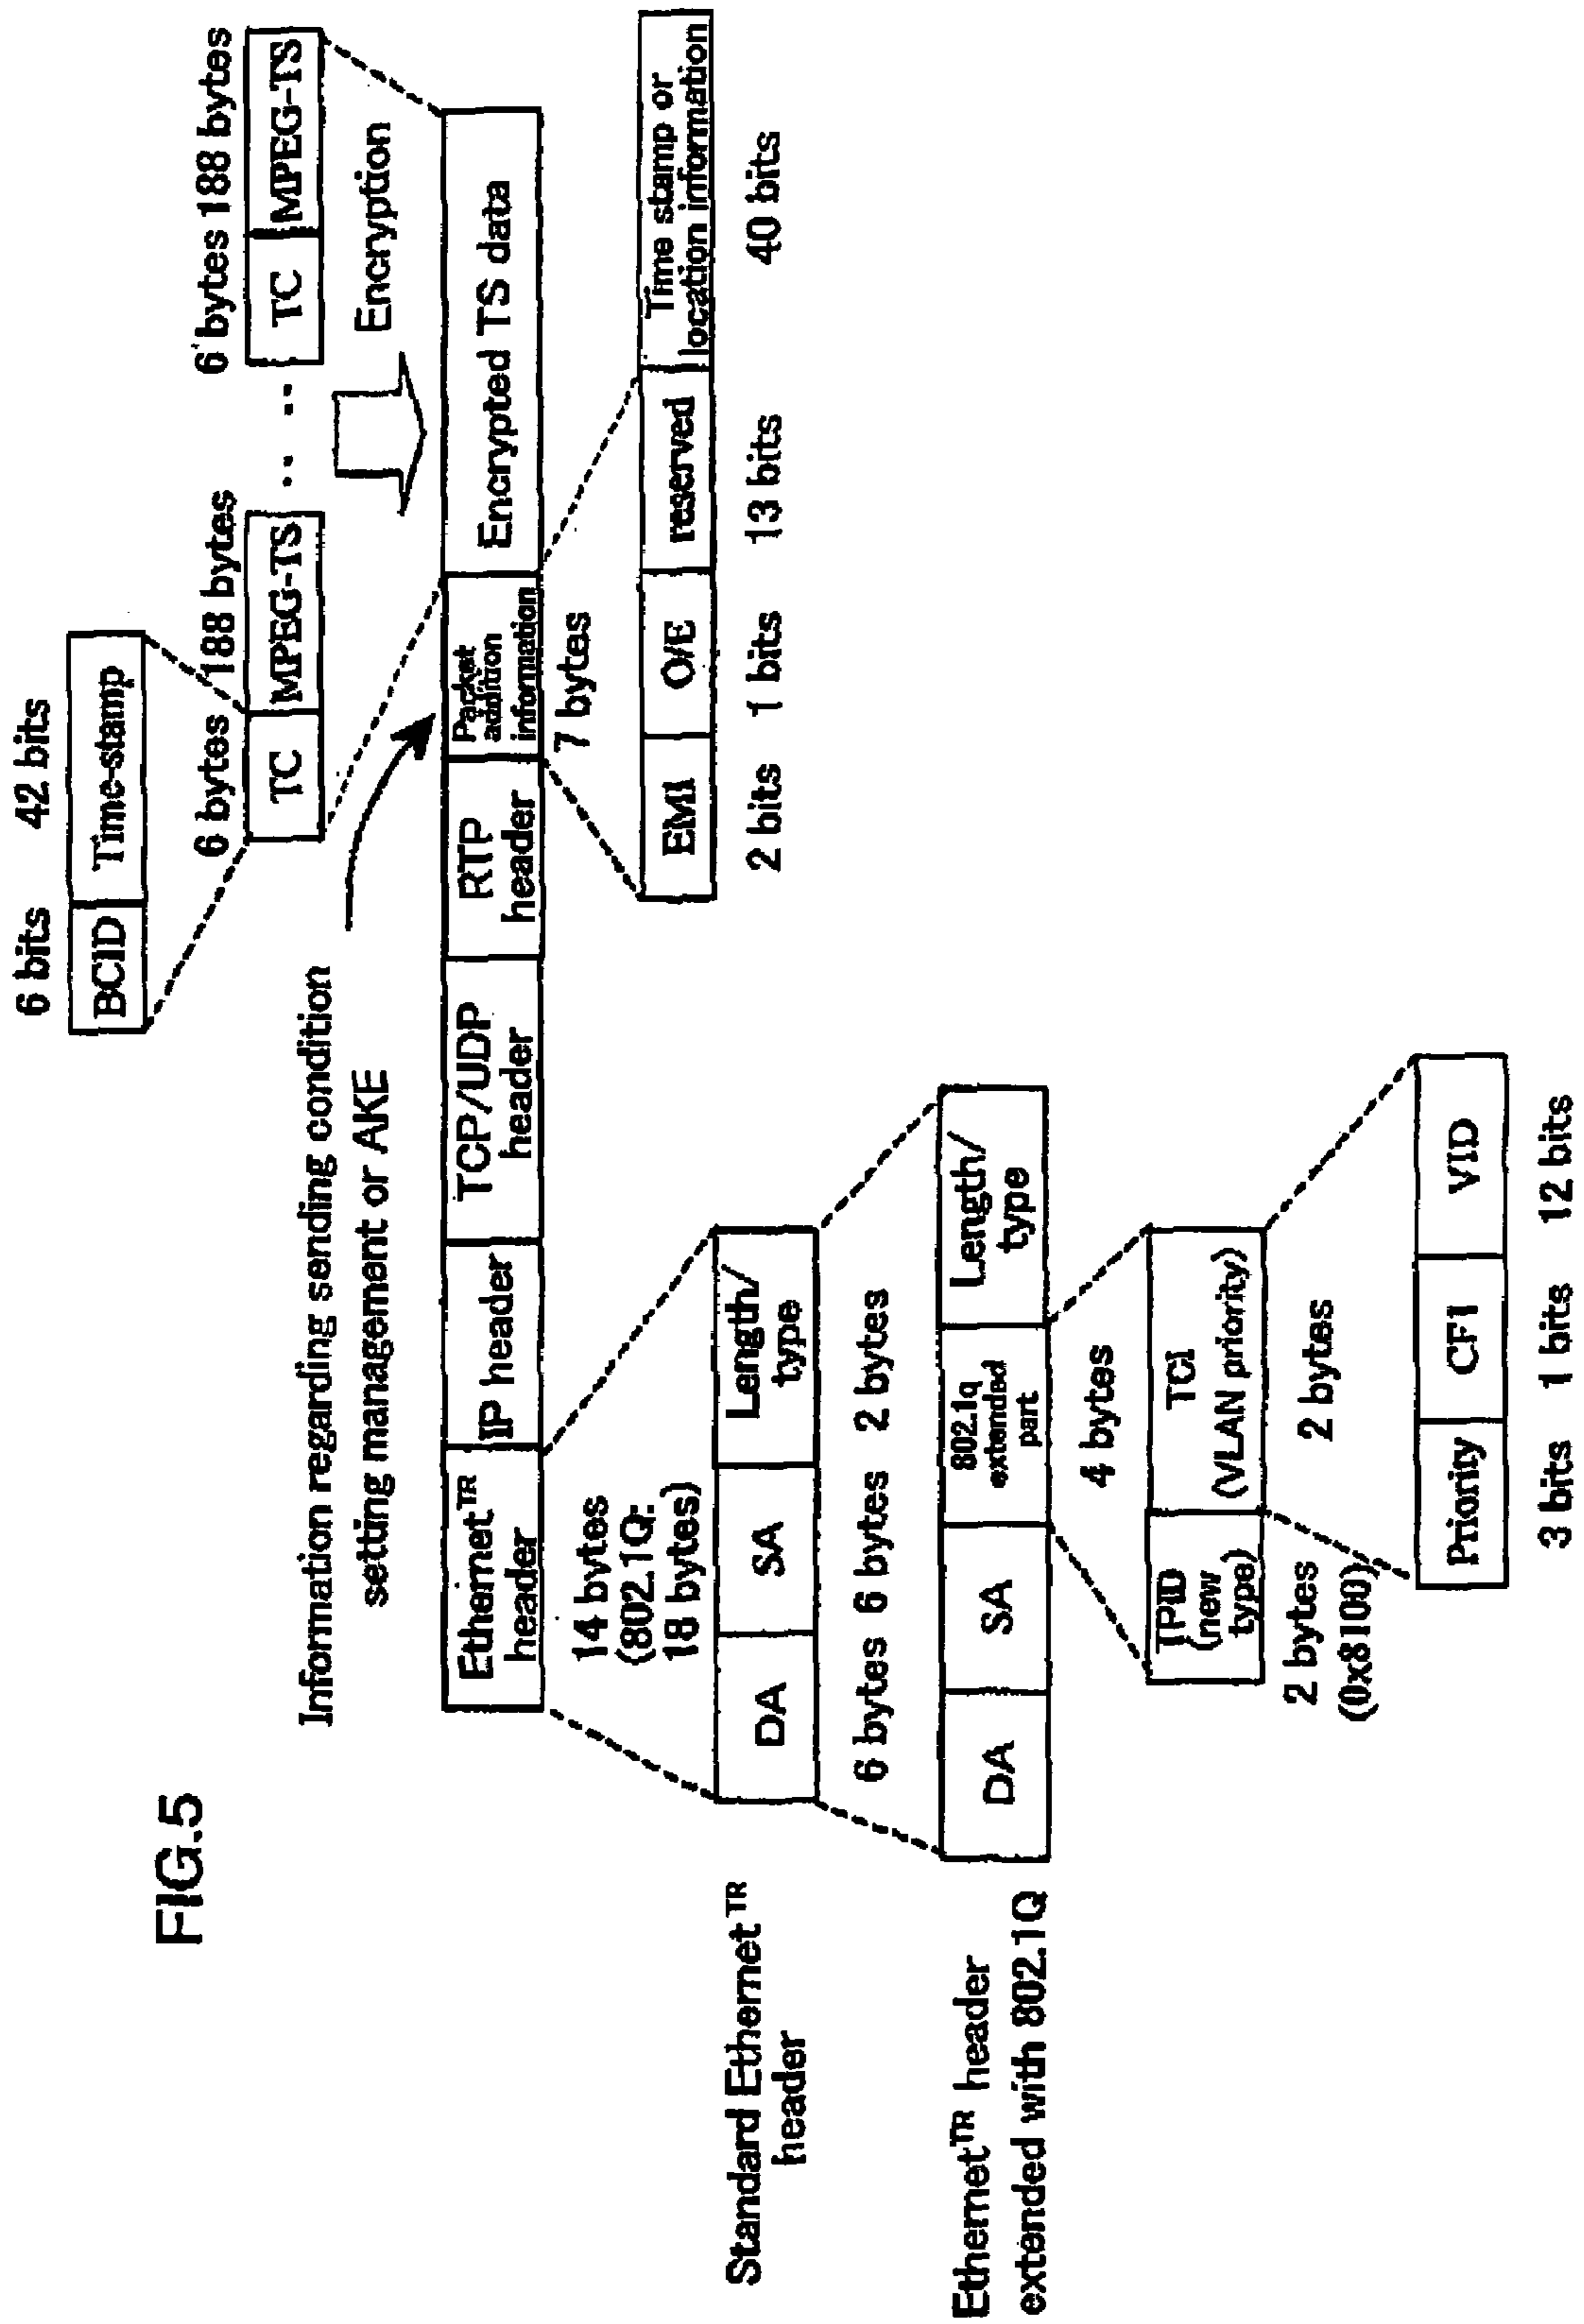 FIG.5
6 bits 42 bits
BCID Time-stamp
6 bytes 188 bytes 6 bytes 188 bytes
TC MPEG-TS TC MPEG-TS
Information regarding sending condition
setting management or AKE
Encryption
Ethernet™ᴿ header IP header TCP/UDP header RTP header Packet addition information Encrypted TS data
14 bytes
(802.1Q:
18 bytes)
7 bytes
EMI O/E reserved Time stamp or location information
2 bits 1 bits 13 bits 40 bits
Standard Ethernet TR
header
DA SA Length/ type
6 bytes 6 bytes 2 bytes
Ethernet TR header
extended with 802.1Q
DA SA 802.1q extended part Length/ type
4 bytes
TPID (new type) TCI (VLAN priority)
2 bytes
(0x8100)
2 bytes
Priority CFI VID
3 bits 1 bits 12 bits